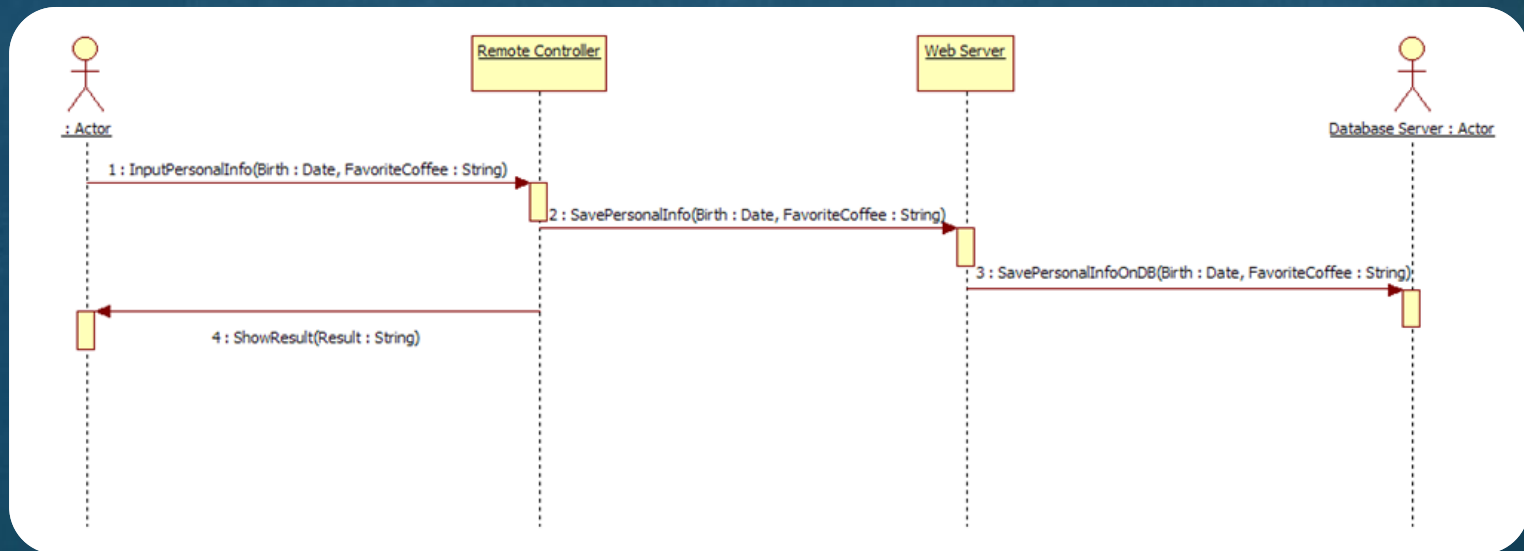 Remote Controller
Web Server
: Actor
Database Server : Actor
1 : InputPersonalInfo(Birth : Date, FavoriteCoffee : String)
2 : SavePersonalInfo(Birth : Date, FavoriteCoffee : String)
3 : SavePersonalInfoOnDB(Birth : Date, FavoriteCoffee : String)
4 : ShowResult(Result : String)